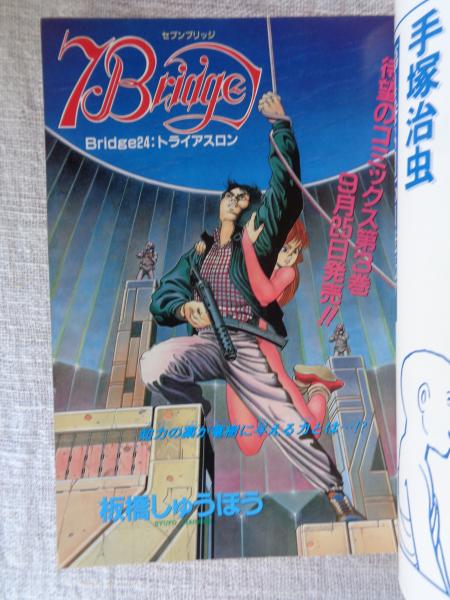 セブンブリッジ
7Bridge
Bridge24:トライアスロン
待望のコミックス第3巻
9月25日発売!!
板橋しゅうほう
手塚治虫